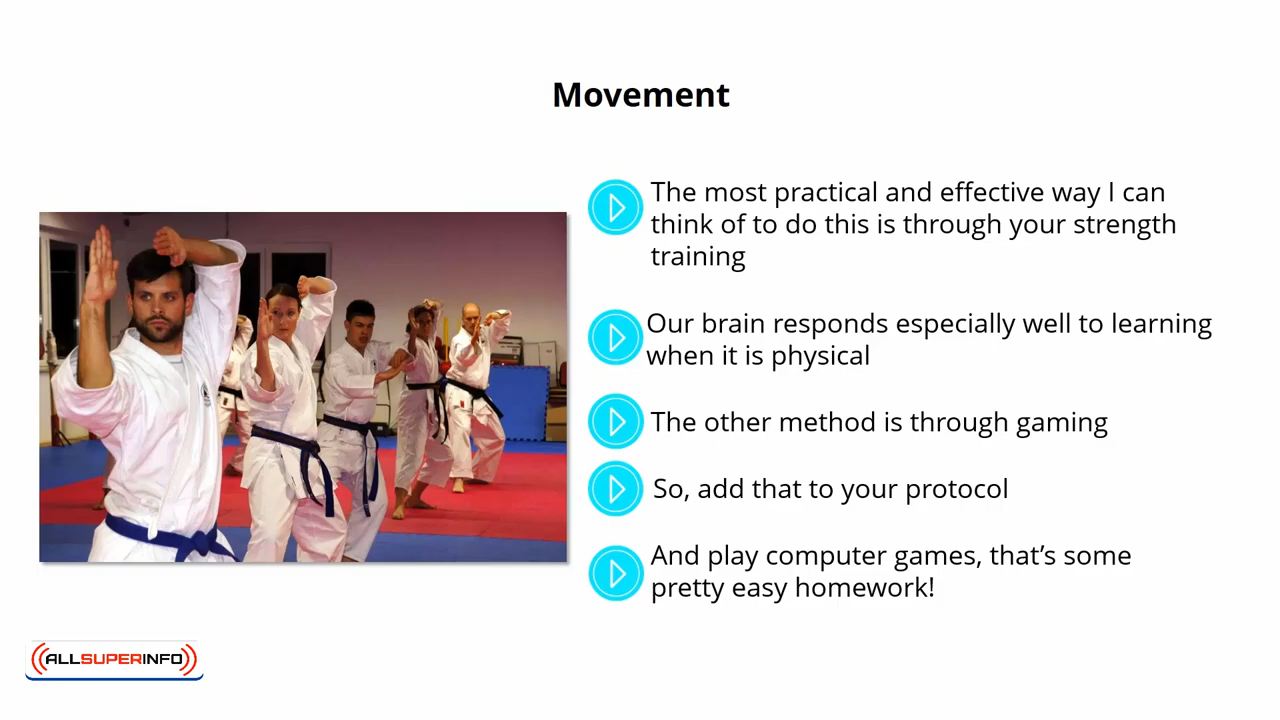 Movement
The most practical and effective way I can
think of to do this is through your strength
training
Our brain responds especially well to learning
when it is physical
The other method is through gaming
So, add that to your protocol
And play computer games, that’s some
pretty easy homework!
ALLSUPERINFO